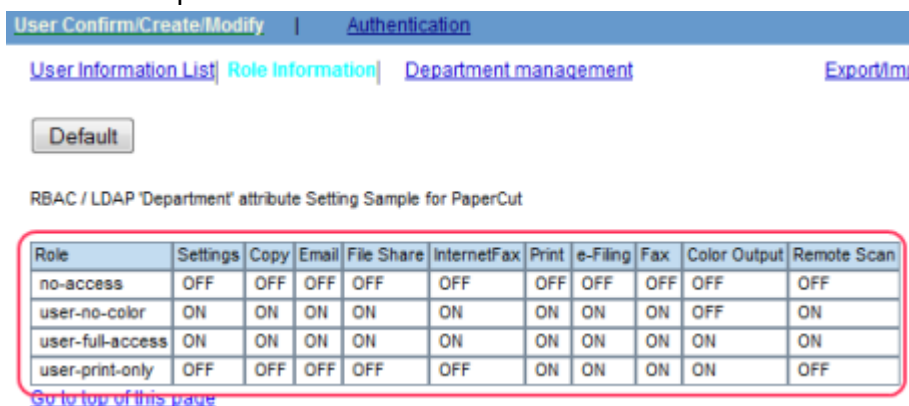 User Confirm/Create/Modify | Authentication
User Information List| Role Information| Department management Export/Im
Default
RBAC / LDAP 'Department' attribute Setting Sample for PaperCut
Role Settings Copy Email File Share InternetFax Print e-Filing Fax Color Output Remote Scan
no-access OFF OFF OFF OFF OFF OFF OFF OFF OFF OFF
user-no-color ON ON ON ON ON ON ON ON OFF ON
user-full-access ON ON ON ON ON ON ON ON ON ON
user-print-only OFF OFF OFF OFF OFF ON ON ON ON OFF
Go to top of this page